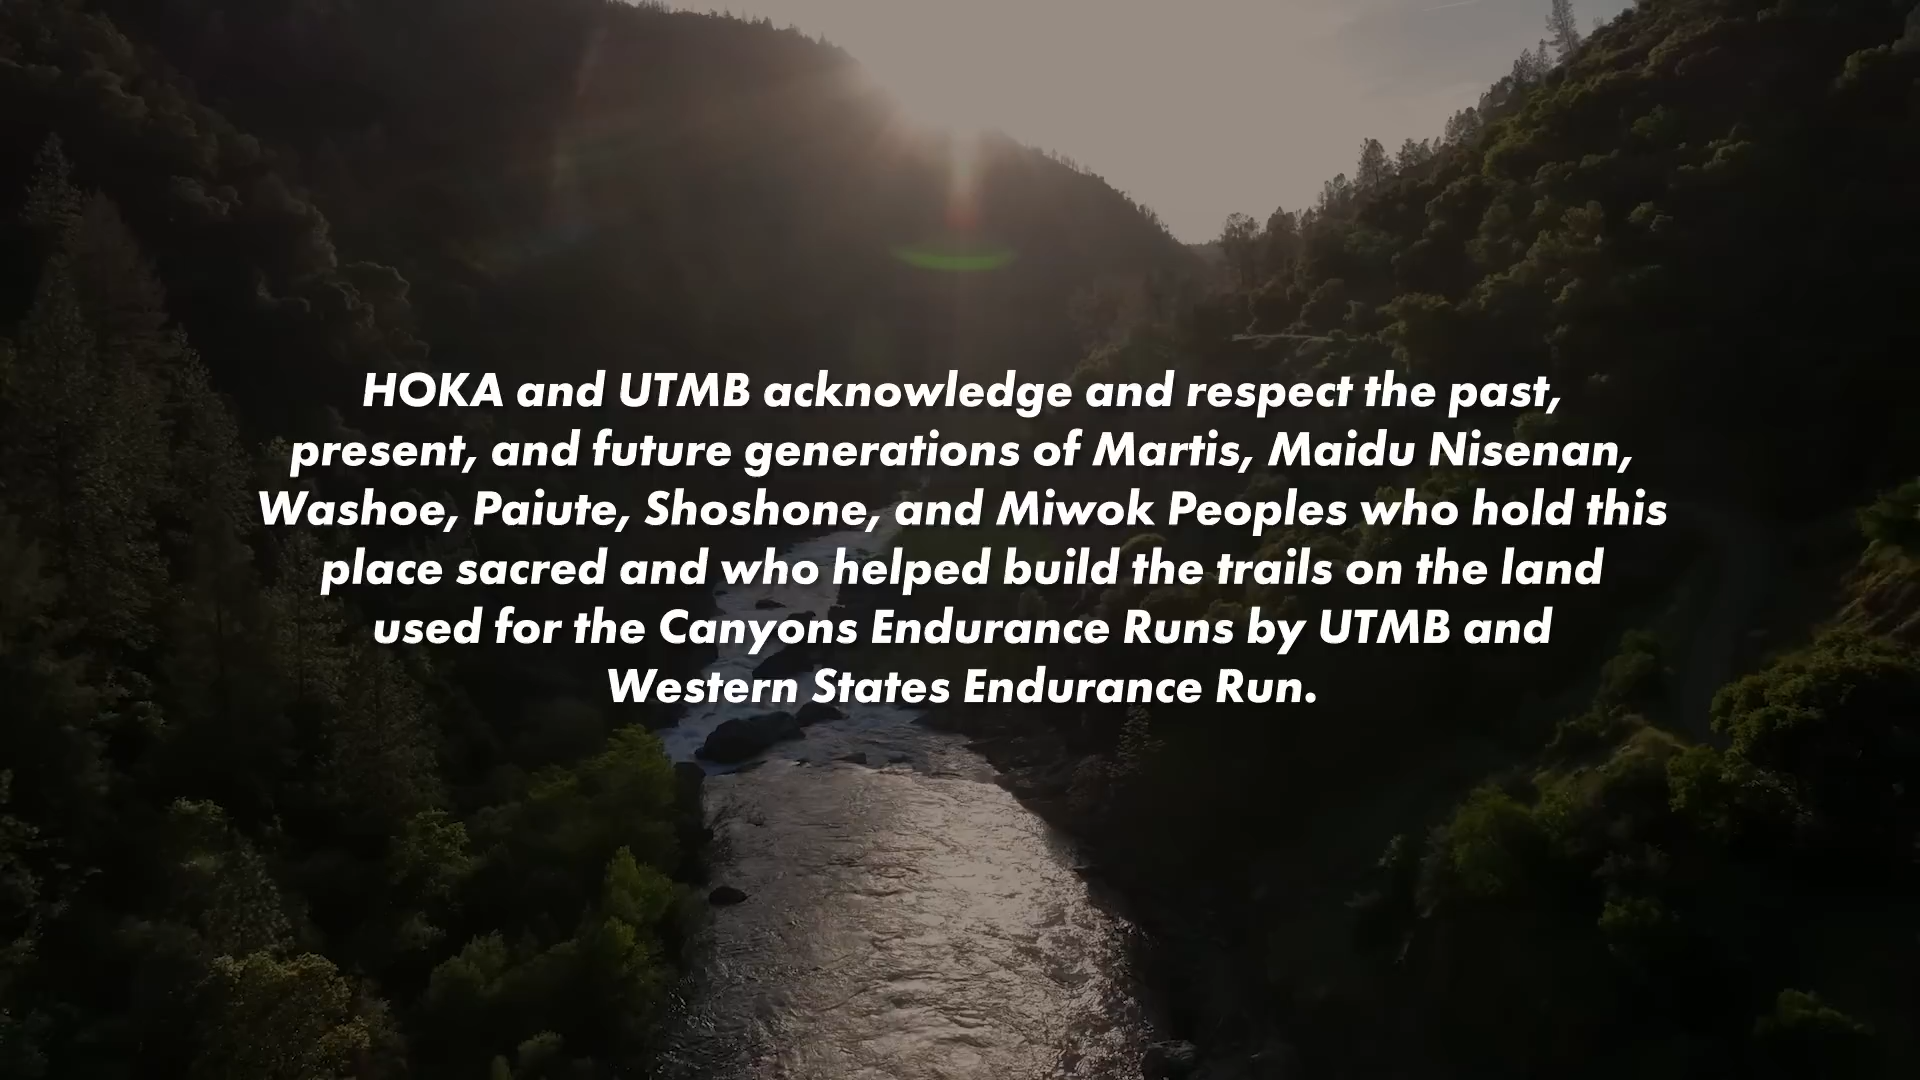 HOKA and UTMB acknowledge and respect the past,
present, and future generations of Martis, Maidu Nisenan,
Washoe, Paiute, Shoshone, and Miwok Peoples who hold this
place sacred and who helped build the trails on the land
used for the Canyons Endurance Runs by UTMB and
Western States Endurance Run.